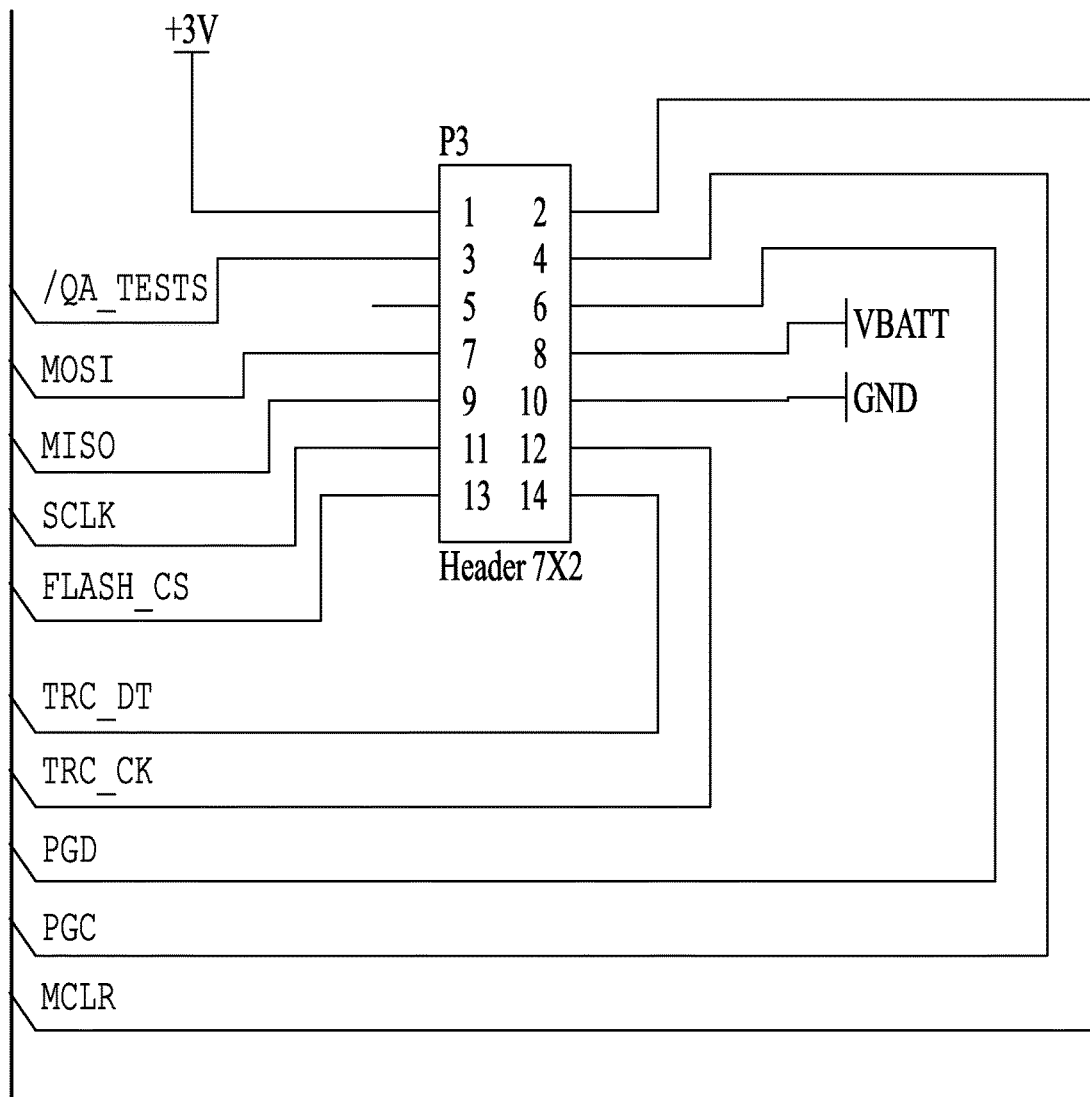 +3V
P3
1 2
3 4
/QA_TESTS
5 6
VBATT
MOSI
7 8
GND
9 10
MISO
11 12
SCLK
13 14
Header 7X2
FLASH_CS
TRC_DT
TRC_CK
PGD
PGC
MCLR